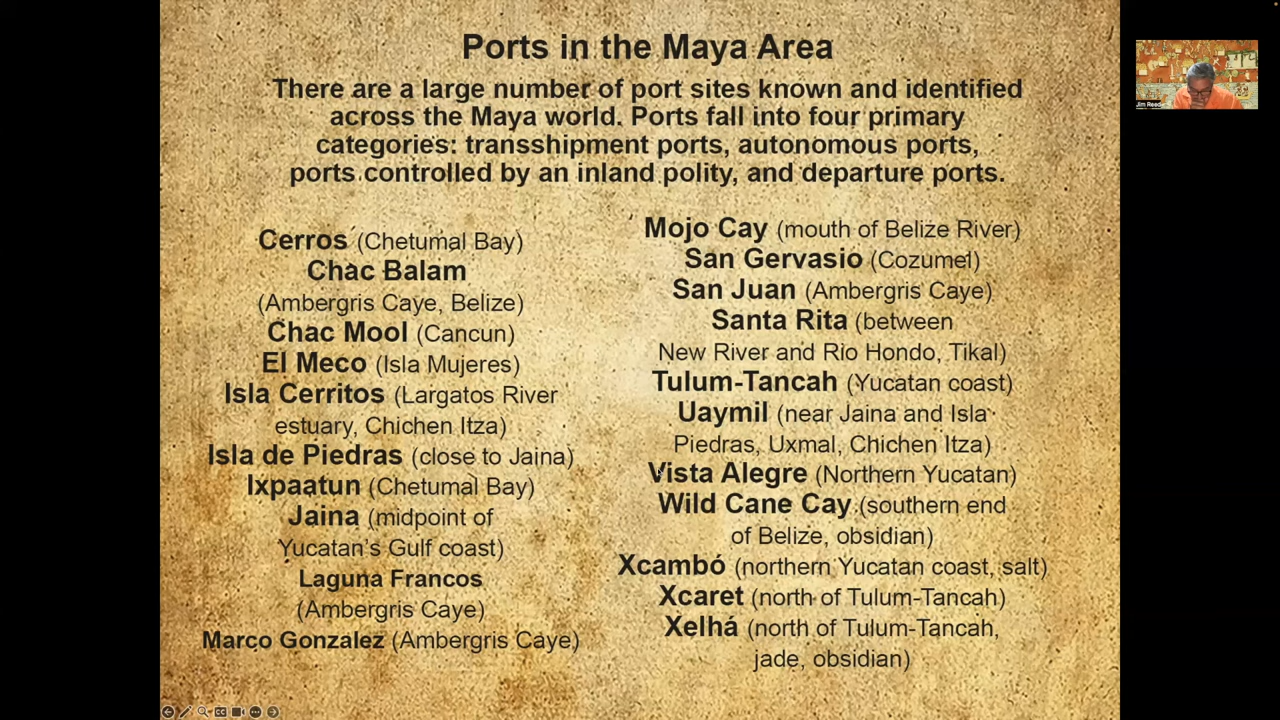 Ports in the Maya Area
There are a large number of port sites known and identified
across the Maya world. Ports fall into four primary
categories: transshipment ports, autonomous ports,
ports controlled by an inland polity, and departure ports.
Cerros (Chetumal Bay)
Chac Balam
(Ambergris Caye, Belize)
Chac Mool (Cancun)
El Meco (Isla Mujeres)
Isla Cerritos (Largatos River
estuary, Chichen Itza)
Isla de Piedras (close to Jaina)
Ixpaatun (Chetumal Bay)
Jaina (midpoint of
Yucatan's Gulf coast)
Laguna Francos
(Ambergris Caye)
Marco Gonzalez (Ambergris Caye)
Mojo Cay (mouth of Belize River)
San Gervasio (Cozumel)
San Juan (Ambergris Caye)
Santa Rita (between
New River and Rio Hondo, Tikal)
Tulum-Tancah (Yucatan coast)
Uaymil (near Jaina and Isla
Piedras, Uxmal, Chichen Itza)
Vista Alegre (Northern Yucatan)
Wild Cane Cay (southern end
of Belize, obsidian)
Xcambó (northern Yucatan coast, salt)
Xcaret (north of Tulum-Tancah)
Xelhá (north of Tulum-Tancah,
jade, obsidian)
Jim Reed